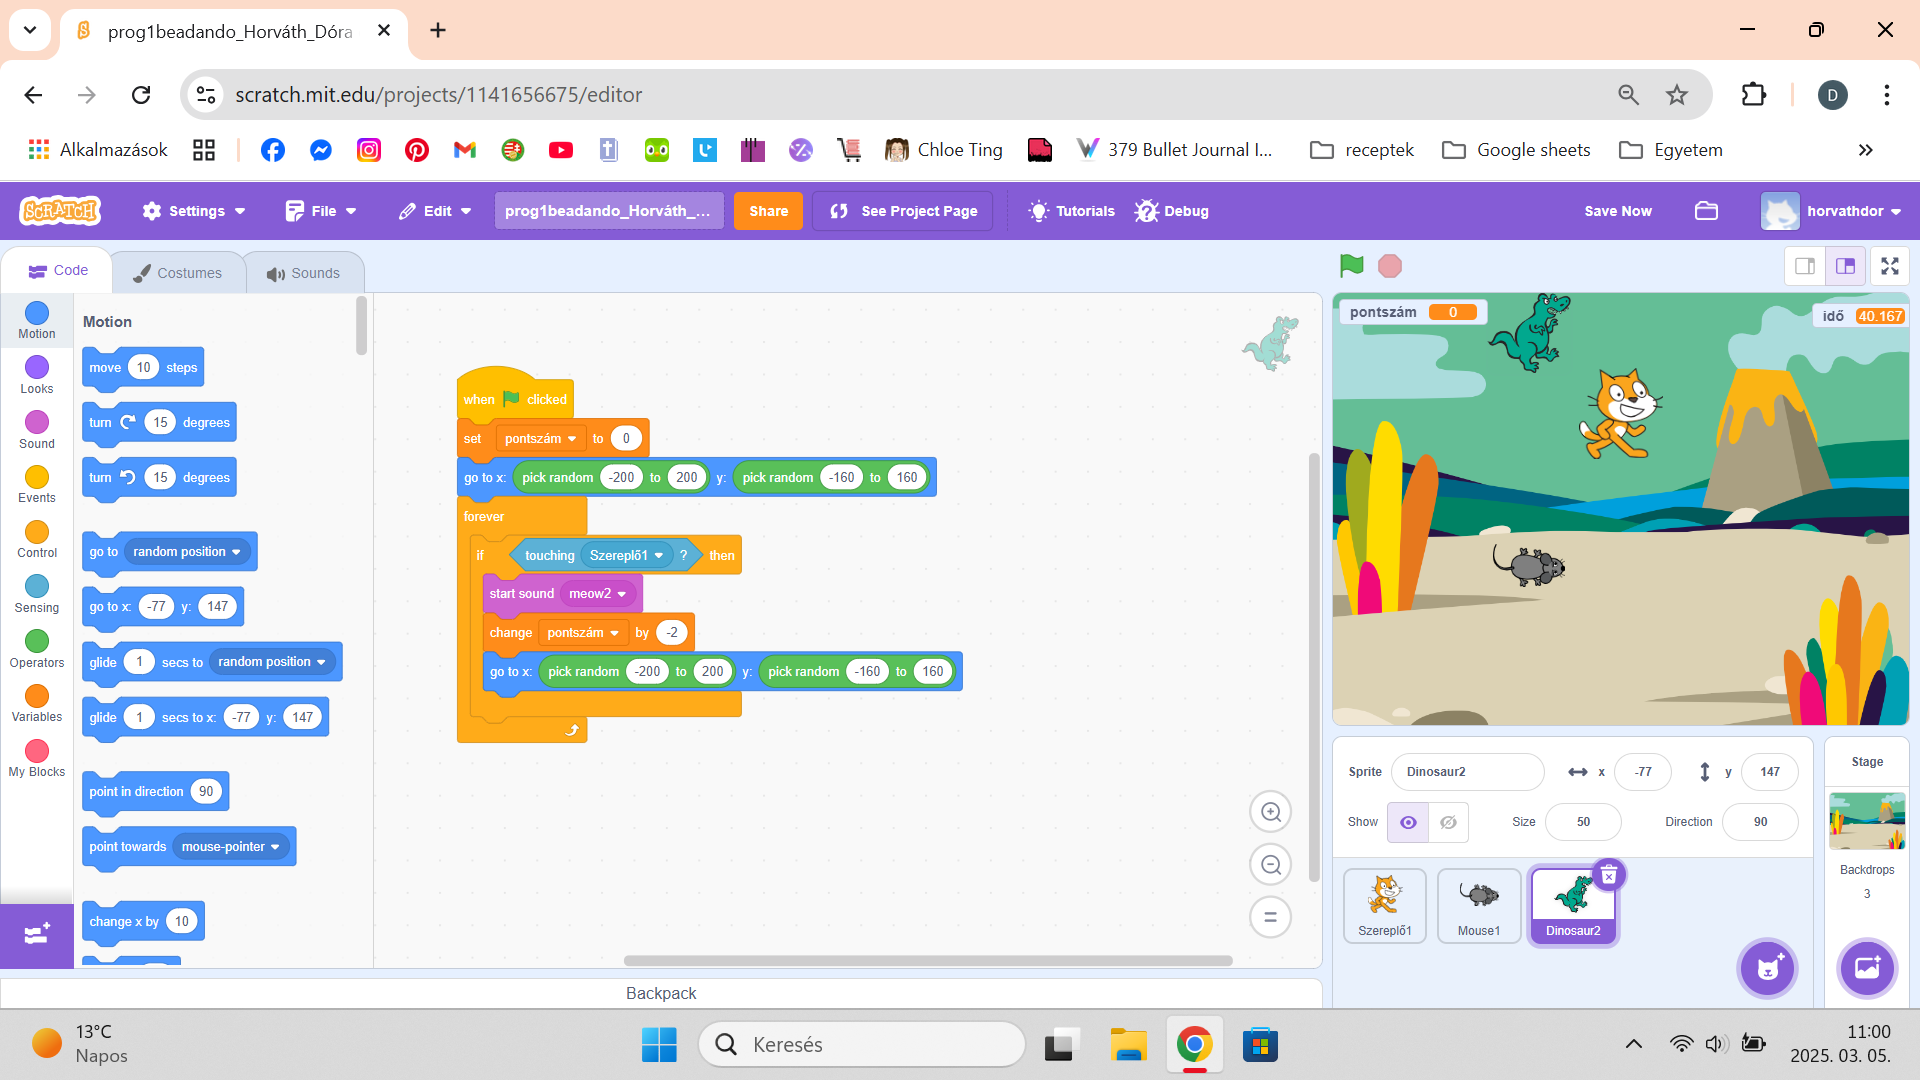 prog1beadando_Horváth_Dóra
scratch.mit.edu/projects/1141656675/editor
D
Alkalmazások
Chloe Ting
379 Bullet Journal I...
receptek
Google sheets
Egyetem
SCRATCH
Settings
File
Edit
prog1beadando_Horváth_...
Share
See Project Page
Tutorials
Debug
Save Now
horvathdor
Code
Costumes
Sounds
Motion
Looks
Sound
Events
Control
Sensing
Operators
Variables
My Blocks
Motion
move 10 steps
turn 15 degrees
turn 15 degrees
go to random position
go to x: -77 y: 147
glide 1 secs to random position
glide 1 secs to x: -77 y: 147
point in direction 90
point towards mouse-pointer
change x by 10
when clicked
set pontszám to 0
go to x: pick random -200 to 200 y: pick random -160 to 160
forever
if touching Szereplő1 ? then
start sound meow2
change pontszám by -2
go to x: pick random -200 to 200 y: pick random -160 to 160
pontszám 0
idő 40.167
Sprite Dinosaur2 x -77 y 147
Show Size 50 Direction 90
Szereplő1
Mouse1
Dinosaur2
Stage
Backdrops
3
Backpack
13°C
Napos
Keresés
11:00
2025. 03. 05.